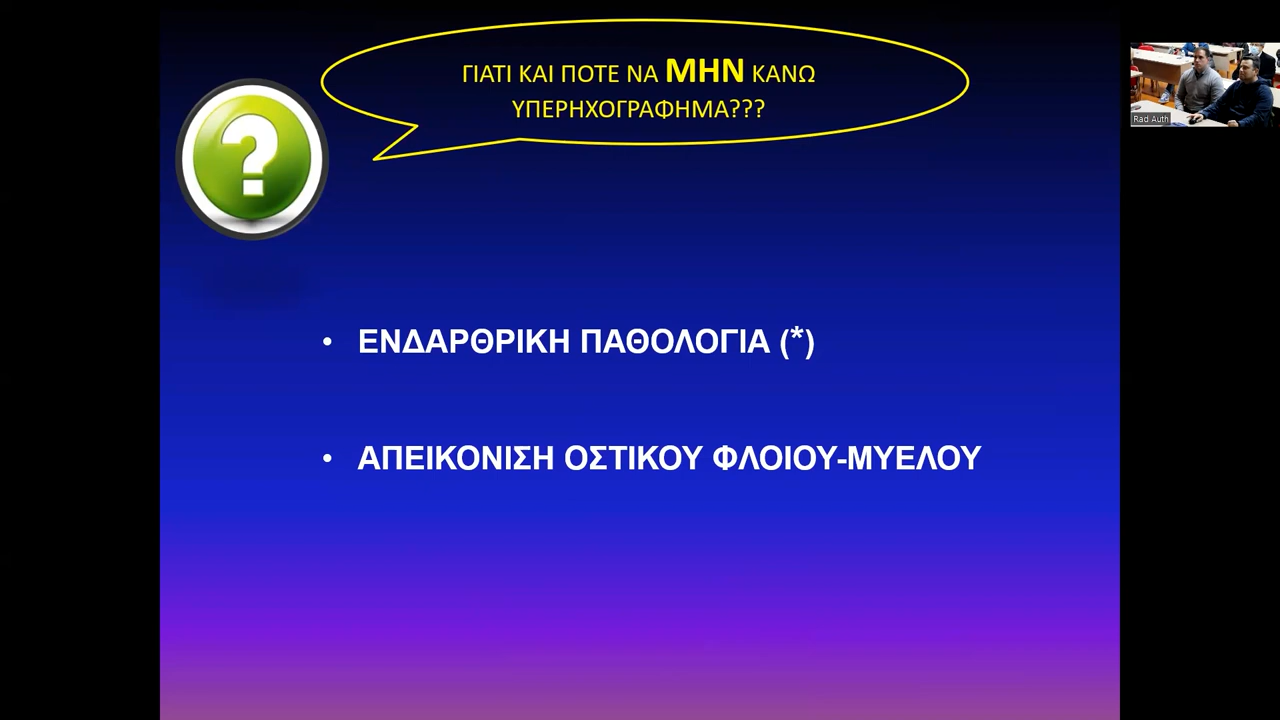 ΓΙΑΤΙ ΚΑΙ ΠΟΤΕ ΝΑ ΜΗΝ ΚΑΝΩ
ΥΠΕΡΗΧΟΓΡΑΦΗΜΑ???
?
• ΕΝΔΑΡΘΡΙΚΗ ΠΑΘΟΛΟΓΙΑ (*)
• ΑΠΕΙΚΟΝΙΣΗ ΟΣΤΙΚΟΥ ΦΛΟΙΟΥ-ΜΥΕΛΟΥ
Rad Auth